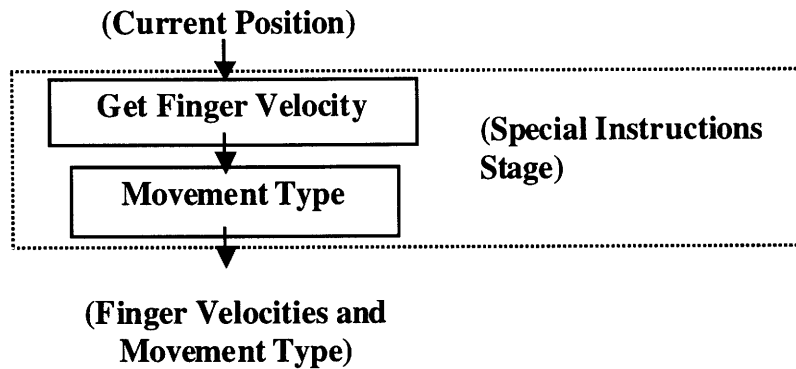 (Current Position)
Get Finger Velocity
(Special Instructions
Stage)
Movement Type
(Finger Velocities and
Movement Type)